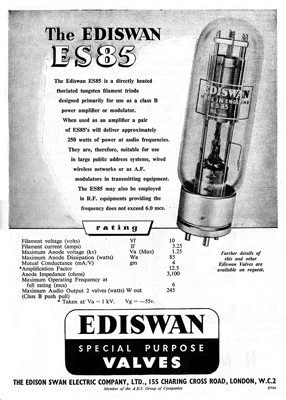 The EDISWAN
ES85
The Ediswan ES85 is a directly heated
thoriated tungsten filament triode
designed primarily for use as a class B
power amplifier or modulator.
When used as an amplifier a pair
of ES85's will deliver approximately
250 watts of power at audio frequencies.
They are, therefore, suitable for use
in large public address systems, wired
wireless networks or as A.F.
modulators in transmitting equipment.
The ES85 may also be employed
in R.F. equipments providing the
frequency does not exceed 6.0 mcs.
EDISWAN
MADE IN ENGLAND
ES 85
rating
Filament voltage (volts) Vf 10
Filament current (amps) If 3.25
Maximum Anode voltage (kv) Va (Max) 1.25
Maximum Anode Dissipation (watts) Wa 85
Mutual Conductance (mA/V) gm 4
*Amplification Factor 12.5
Anode Impedance (ohms) 3,100
Maximum Operating Frequency at
full rating (mcs) 6
Maximum Audio Output 2 valves (watts) W out 245
(Class B push pull)
* Taken at Va = 1 kV. Vg = —55v.
Further details of
this and other
Ediswan Valves are
available on request.
EDISWAN
SPECIAL PURPOSE
VALVES
THE EDISON SWAN ELECTRIC COMPANY, LTD., 155 CHARING CROSS ROAD, LONDON, W.C.2
Member of the A.E.I. Group of Companies